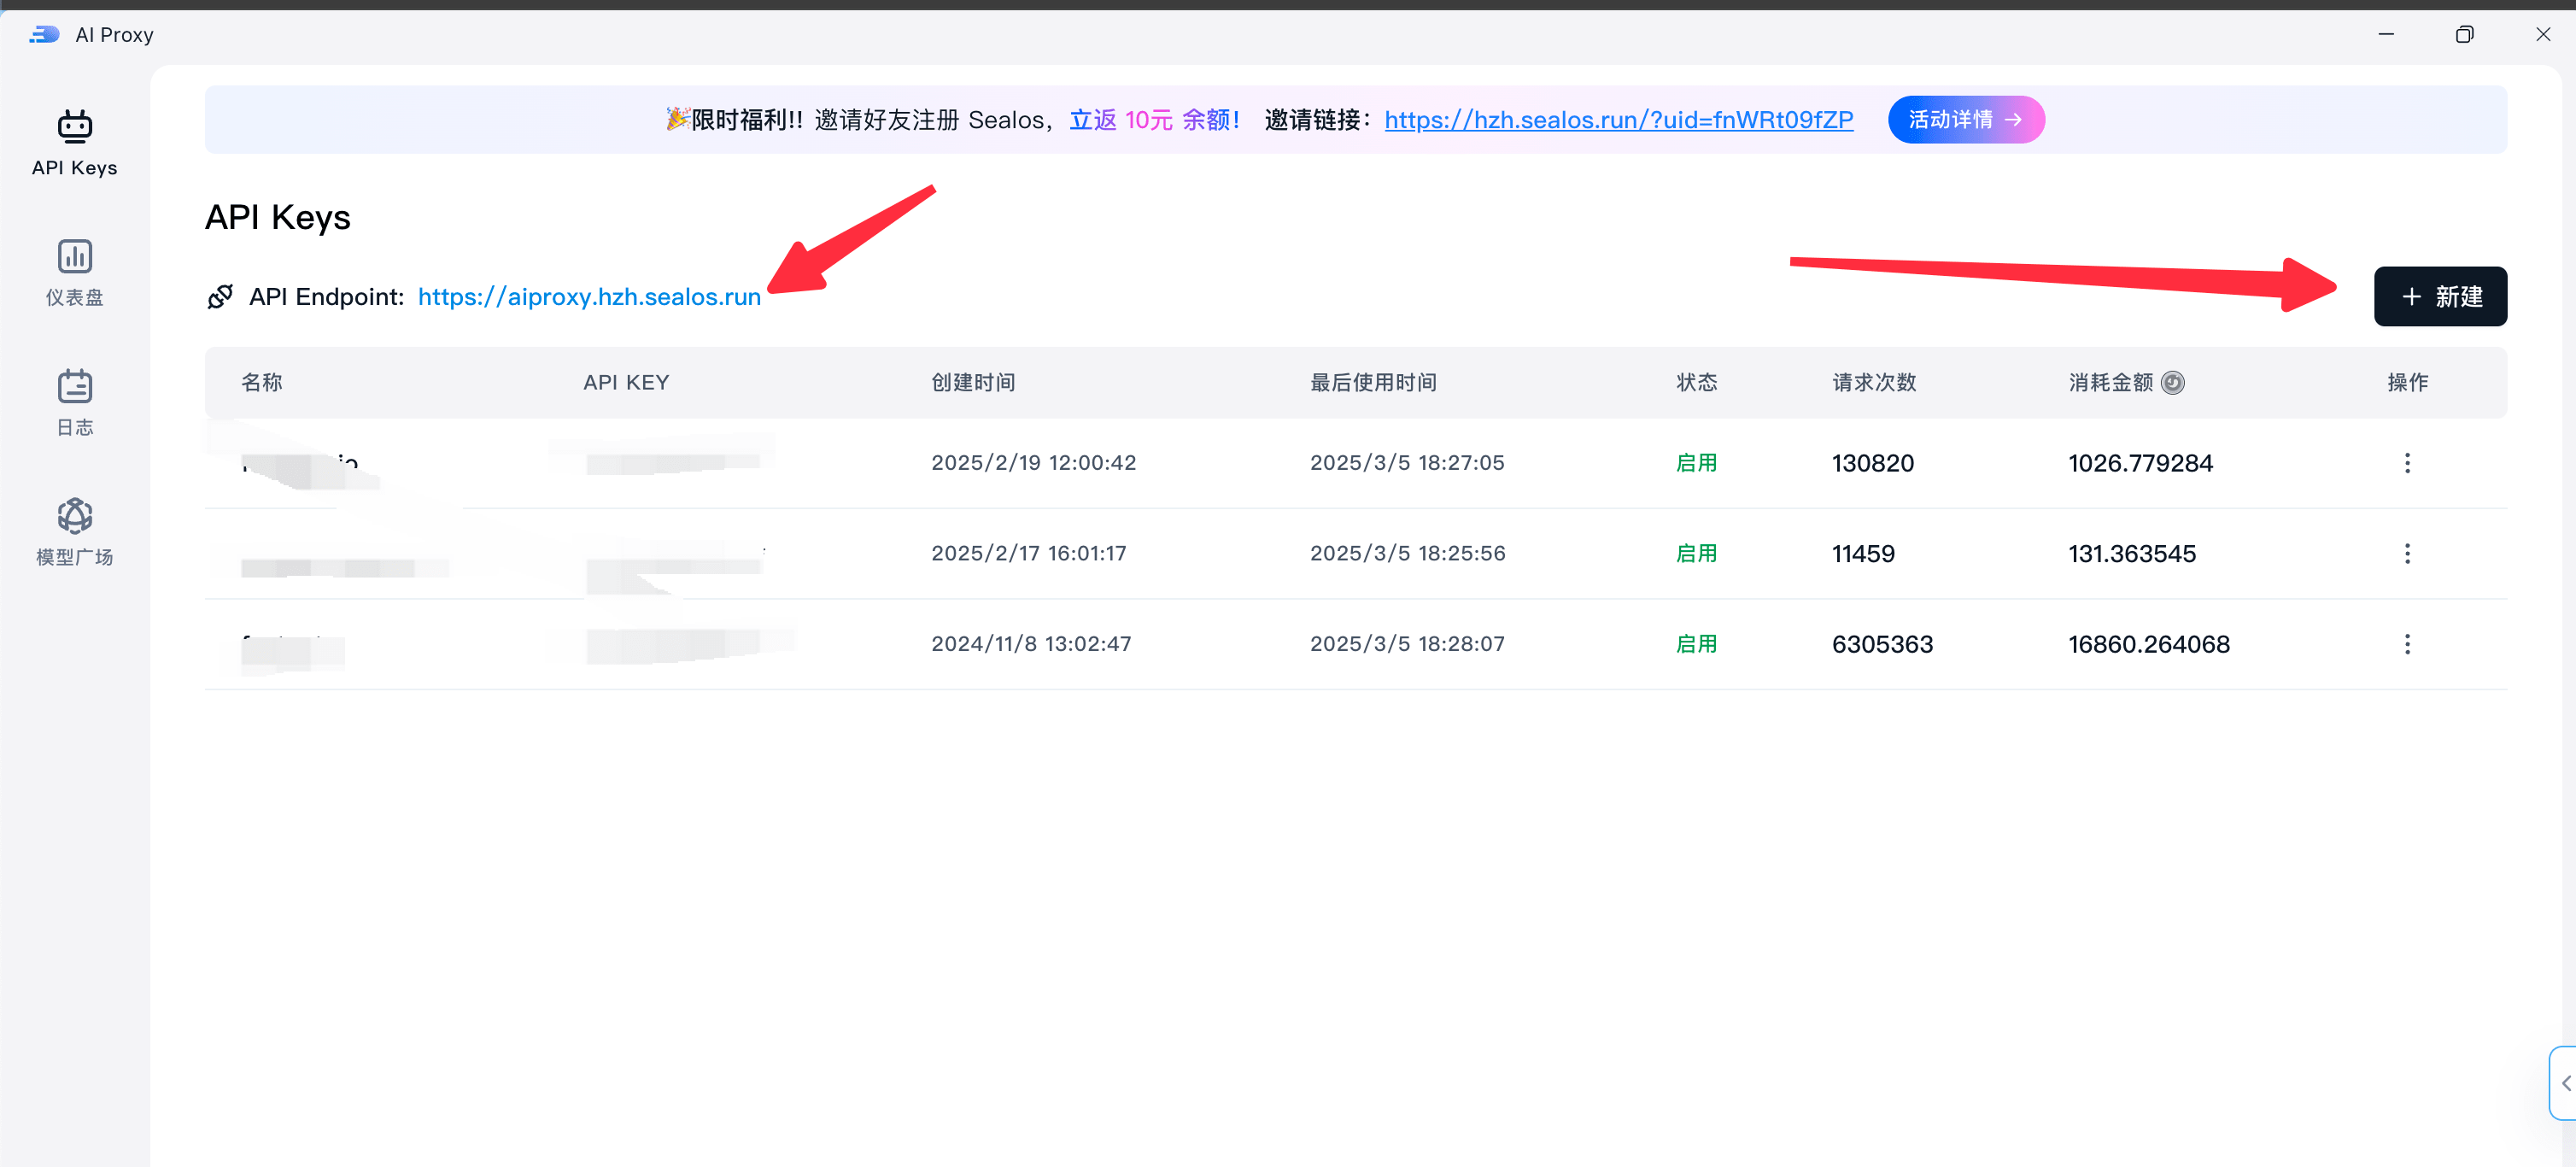 AI Proxy
🎉限时福利!! 邀请好友注册 Sealos，立返 10元 余额！ 邀请链接：https://hzh.sealos.run/?uid=fnWRt09fZP 活动详情 →
API Keys
仪表盘
日志
模型广场
API Keys
API Endpoint: https://aiproxy.hzh.sealos.run
+ 新建
名称 API KEY 创建时间 最后使用时间 状态 请求次数 消耗金额 操作
2025/2/19 12:00:42 2025/3/5 18:27:05 启用 130820 1026.779284
2025/2/17 16:01:17 2025/3/5 18:25:56 启用 11459 131.363545
2024/11/8 13:02:47 2025/3/5 18:28:07 启用 6305363 16860.264068